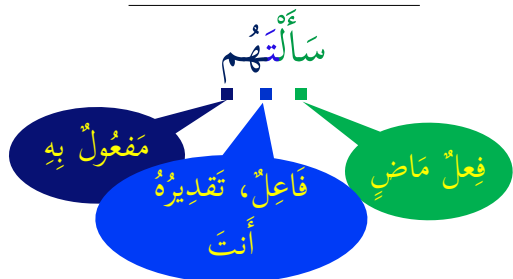 سَأَلْتَهُم
فِعلٌ مَاضٍ
فَاعِلٌ، تَقدِيرُهُ
أَنتَ
مَفعُولٌ بِهِ